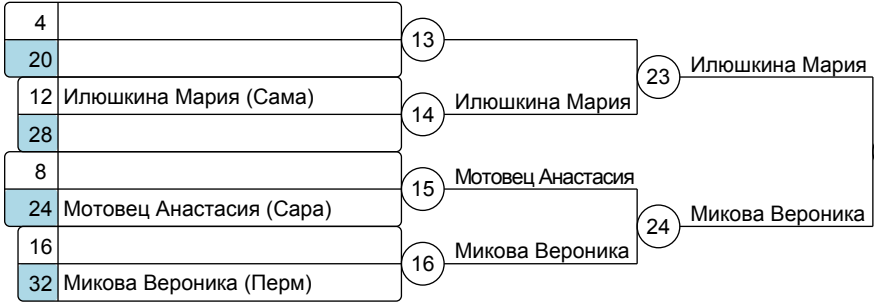 4
13
20
23 Илюшкина Мария
12 Илюшкина Мария (Сама)
14 Илюшкина Мария
28
8
15 Мотовец Анастасия
24 Мотовец Анастасия (Сара)
24 Микова Вероника
16
16 Микова Вероника
32 Микова Вероника (Перм)